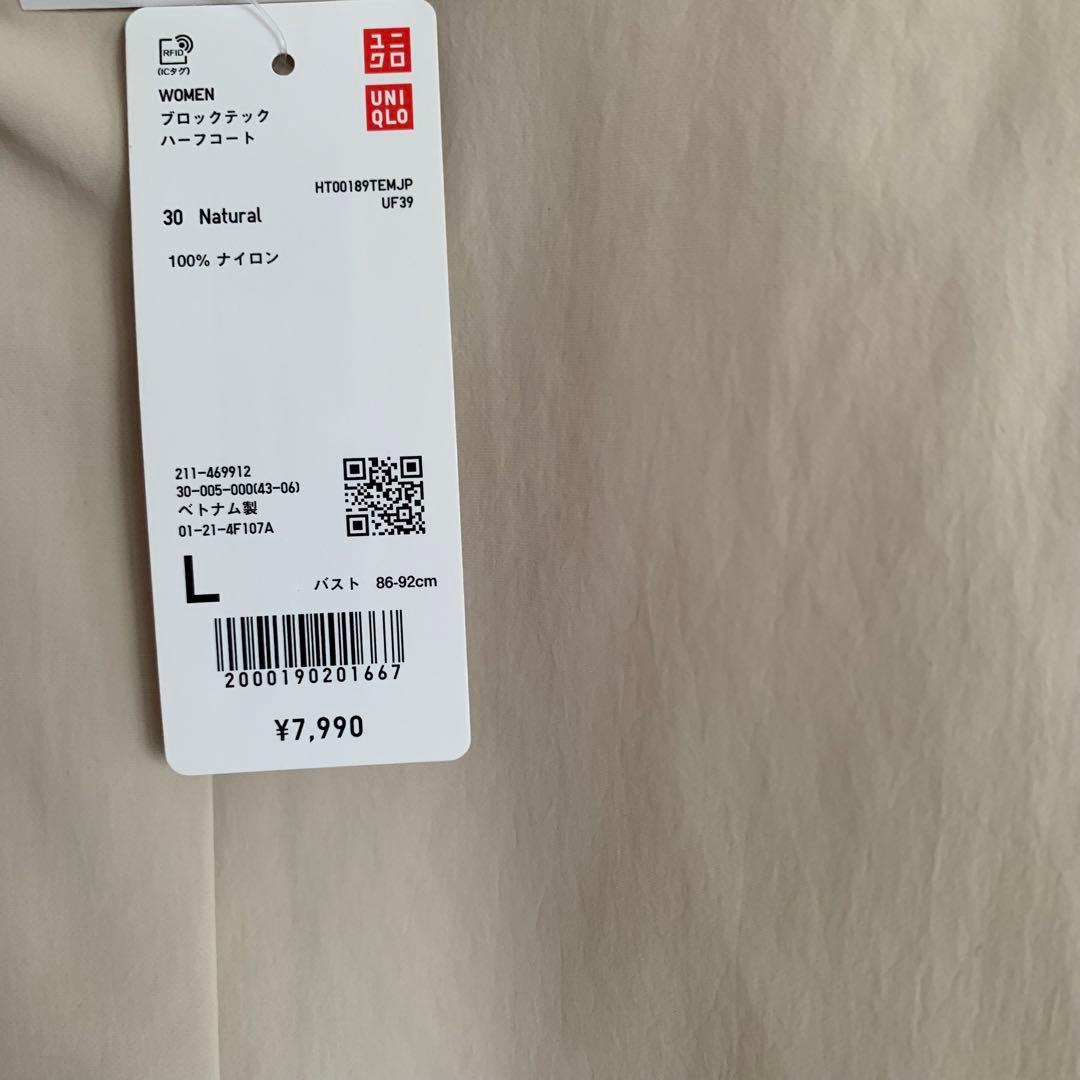 RFID
(ICタグ)
ユニ
クロ
UNI
QLO
WOMEN
ブロックテック
ハーフコート
HT00189TEMJP
UF39
30 Natural
100% ナイロン
211-469912
30-005-000(43-06)
ベトナム製
01-21-4F107A
L
バスト 86-92cm
2000190201667
¥7,990